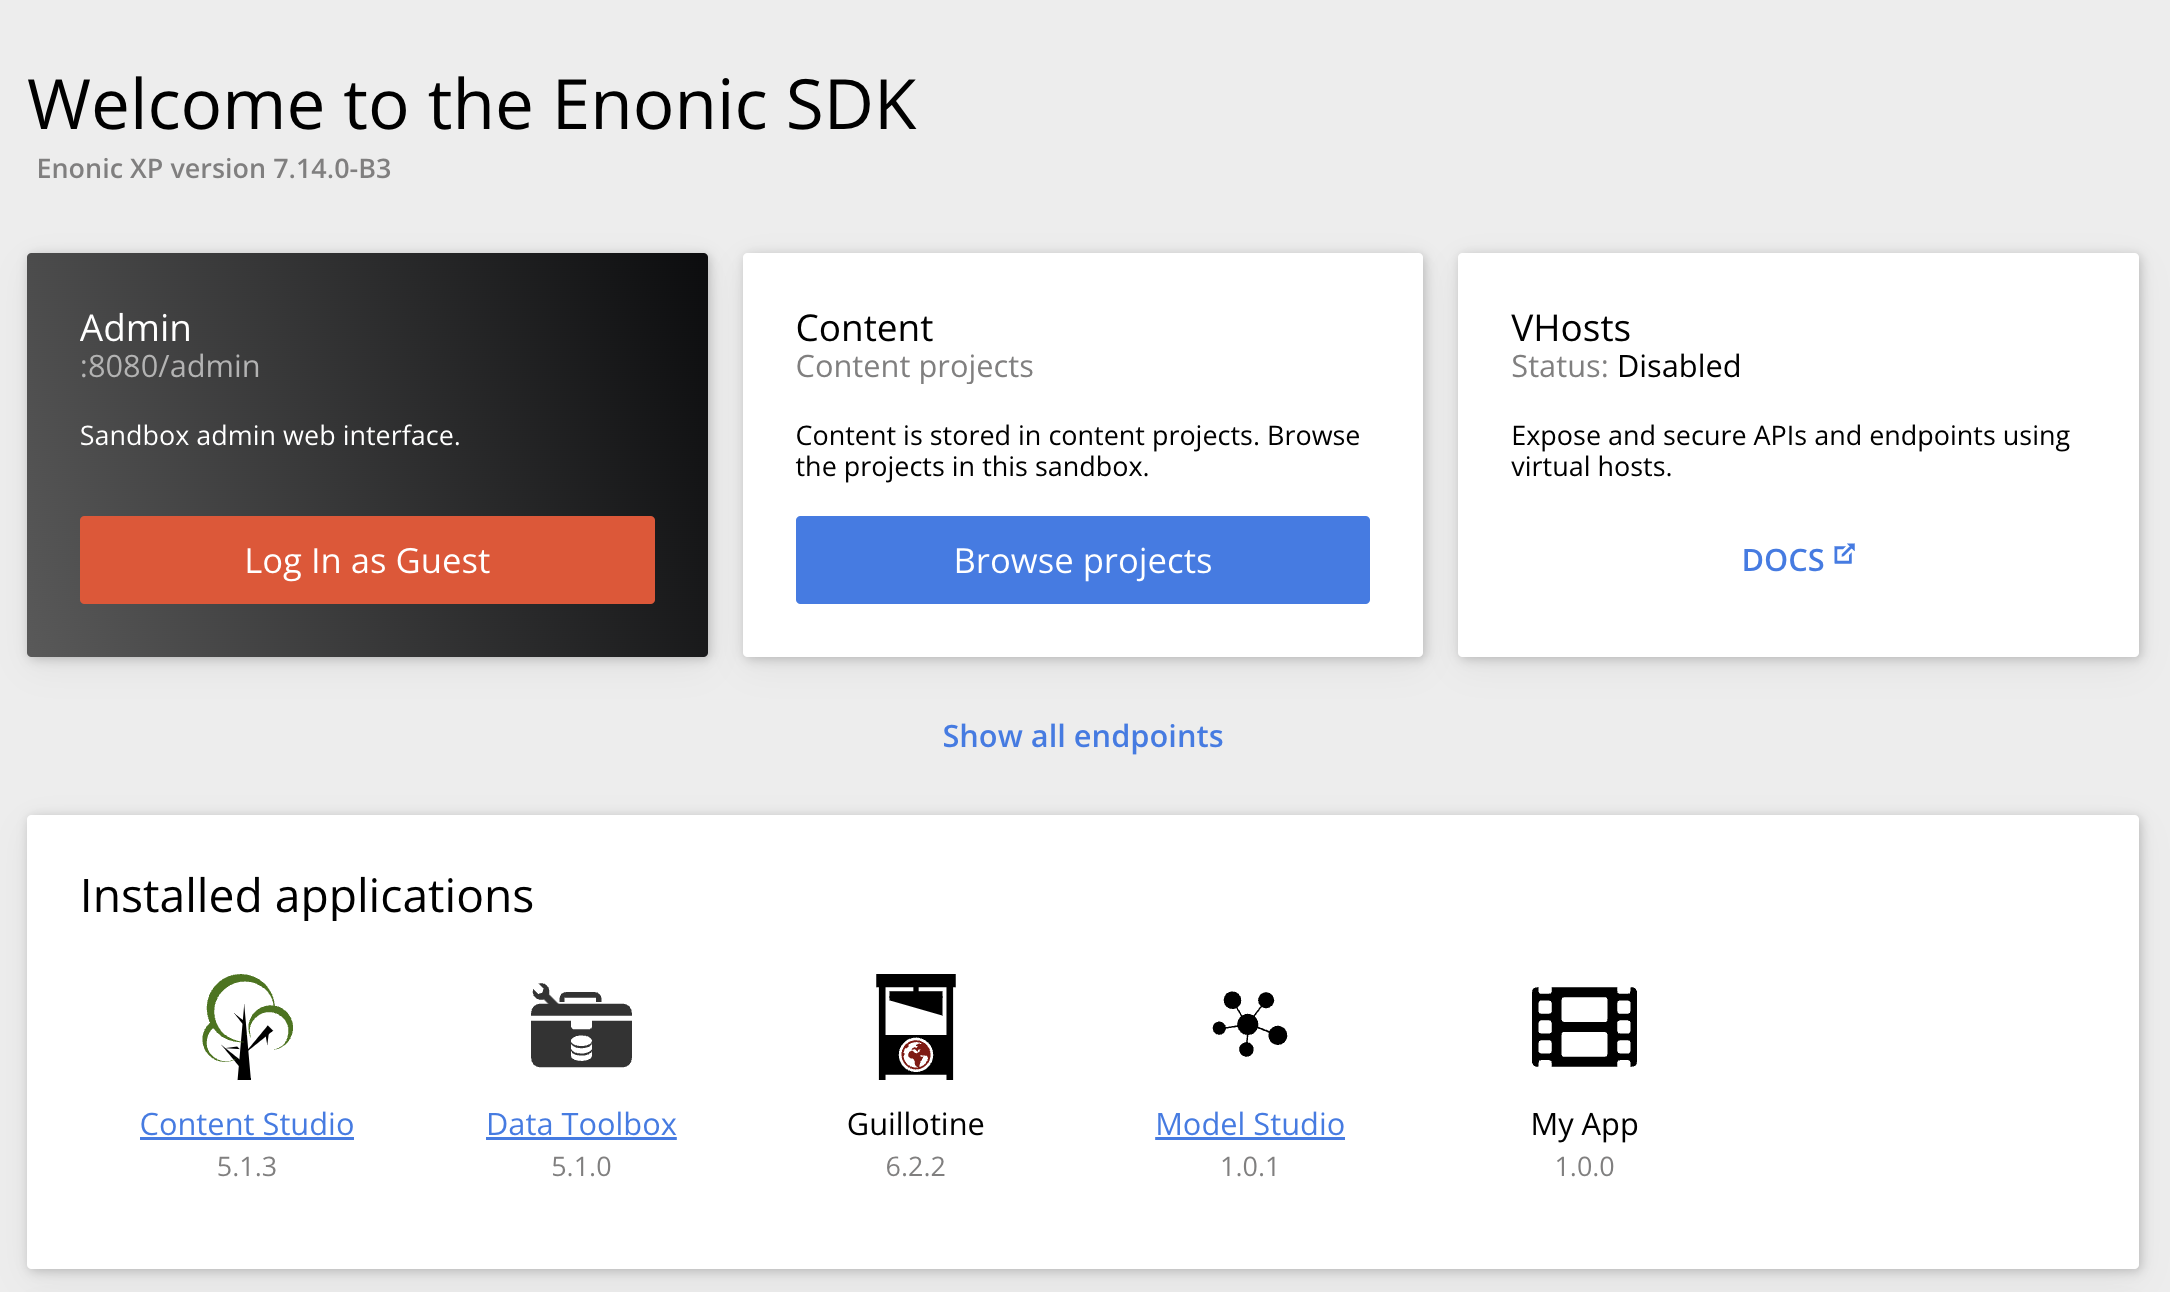 Welcome to the Enonic SDK
Enonic XP version 7.14.0-B3
Admin
:8080/admin
Sandbox admin web interface.
Log In as Guest
Content
Content projects
Content is stored in content projects. Browse
the projects in this sandbox.
Browse projects
VHosts
Status: Disabled
Expose and secure APIs and endpoints using
virtual hosts.
DOCS
Show all endpoints
Installed applications
Content Studio
5.1.3
Data Toolbox
5.1.0
Guillotine
6.2.2
Model Studio
1.0.1
My App
1.0.0